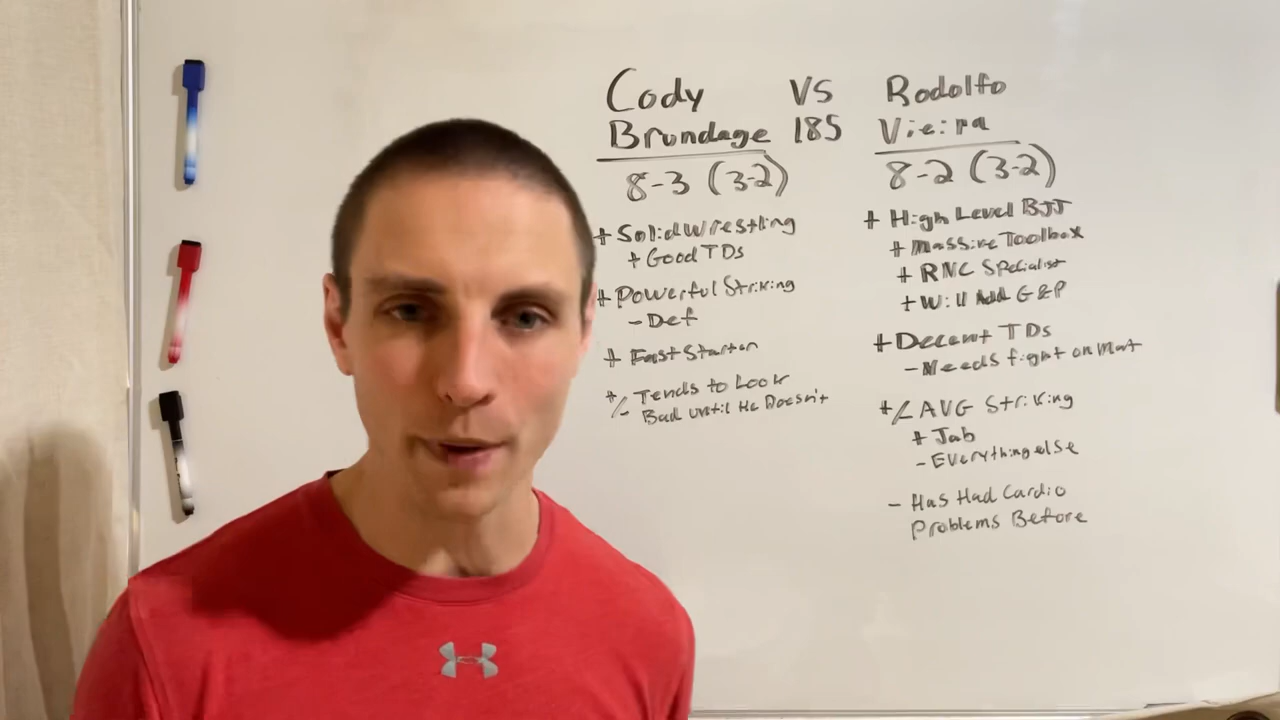 Cody VS Rodolfo
Brundage 185 Vieira
8-3 (3-2)
+ Solid Wrestling
+ Good TDs
+ Powerful Striking
- Def
+ Fast Starter
+/- Tends to Look
Bad until He Doesn't
8-2 (3-2)
+ High Level BJJ
+ Massive Toolbox
+ RNC Specialist
+ Will Add G&P
+ Decent TDs
- Needs fight on Mat
+/- AVG Striking
+ Jab
- Everything else
- Has Had Cardio
Problems Before